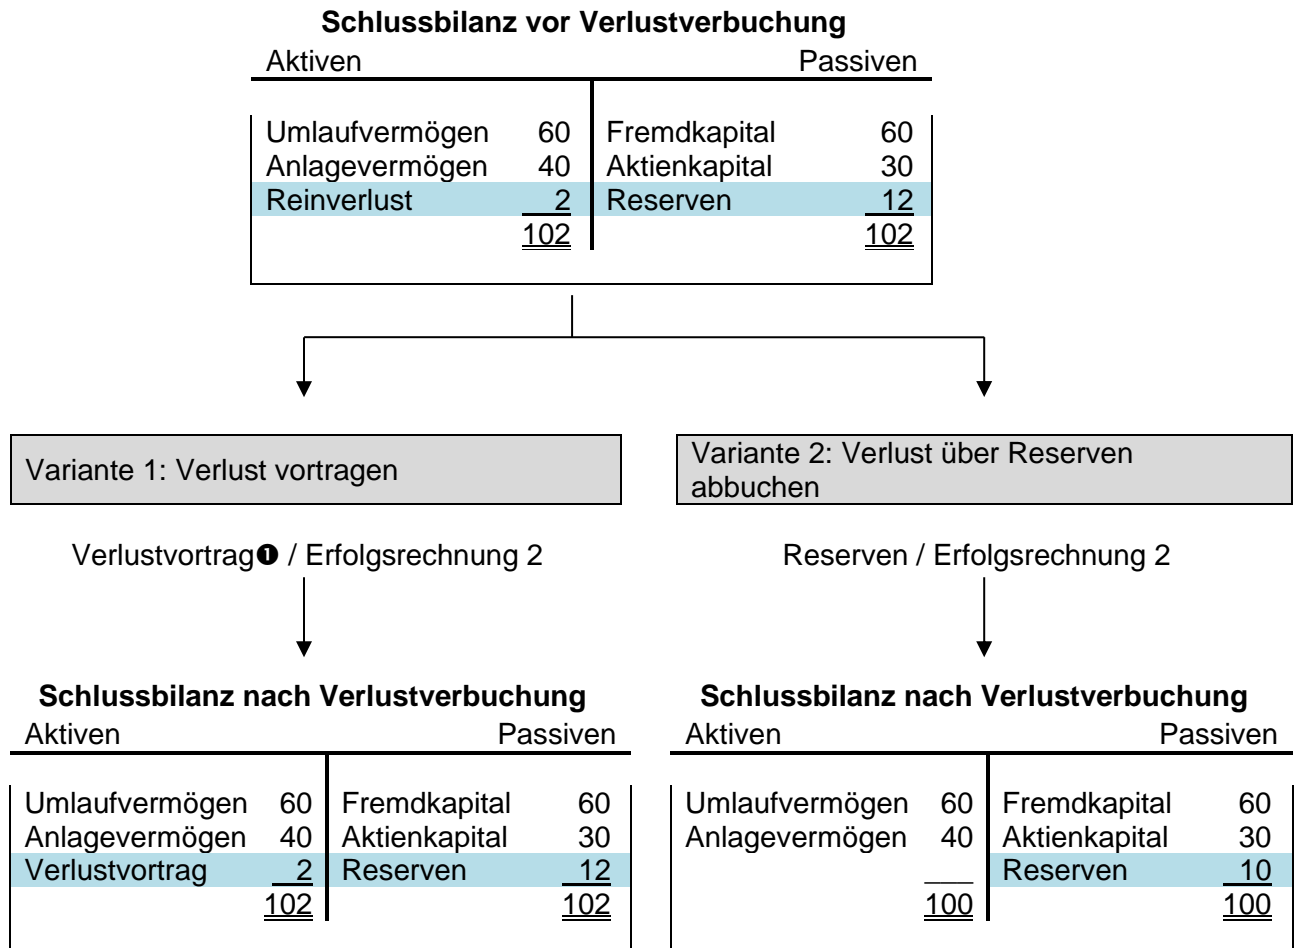 Schlussbilanz vor Verlustverbuchung
Aktiven Passiven
Umlaufvermögen 60 Fremdkapital 60
Anlagevermögen 40 Aktienkapital 30
Reinverlust 2 Reserven 12
102 102
Variante 1: Verlust vortragen
Variante 2: Verlust über Reserven
abbuchen
Verlustvortrag❶ / Erfolgsrechnung 2
Reserven / Erfolgsrechnung 2
Schlussbilanz nach Verlustverbuchung
Aktiven Passiven
Umlaufvermögen 60 Fremdkapital 60
Anlagevermögen 40 Aktienkapital 30
Verlustvortrag 2 Reserven 12
102 102
Schlussbilanz nach Verlustverbuchung
Aktiven Passiven
Umlaufvermögen 60 Fremdkapital 60
Anlagevermögen 40 Aktienkapital 30
Reserven 10
100 100